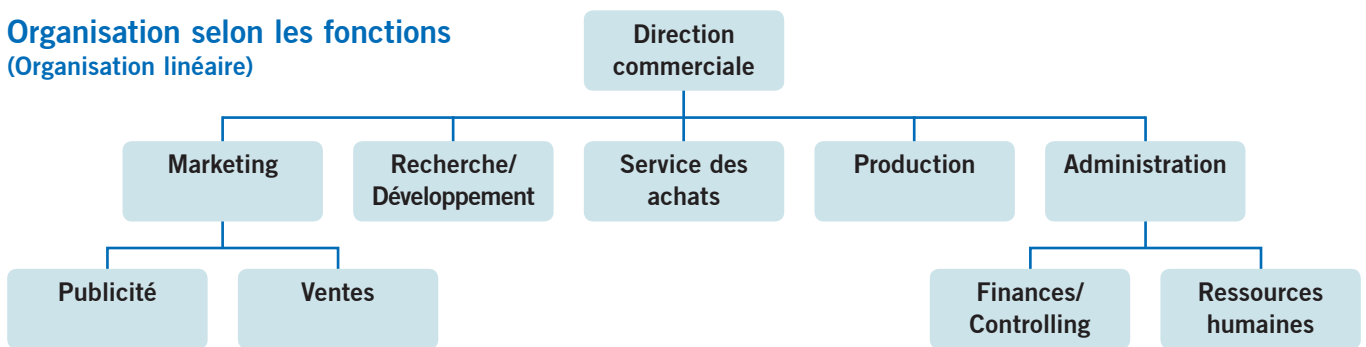 Organisation selon les fonctions
(Organisation linéaire)
Direction
commerciale
Marketing
Recherche/
Développement
Service des
achats
Production
Administration
Publicité
Ventes
Finances/
Controlling
Ressources
humaines